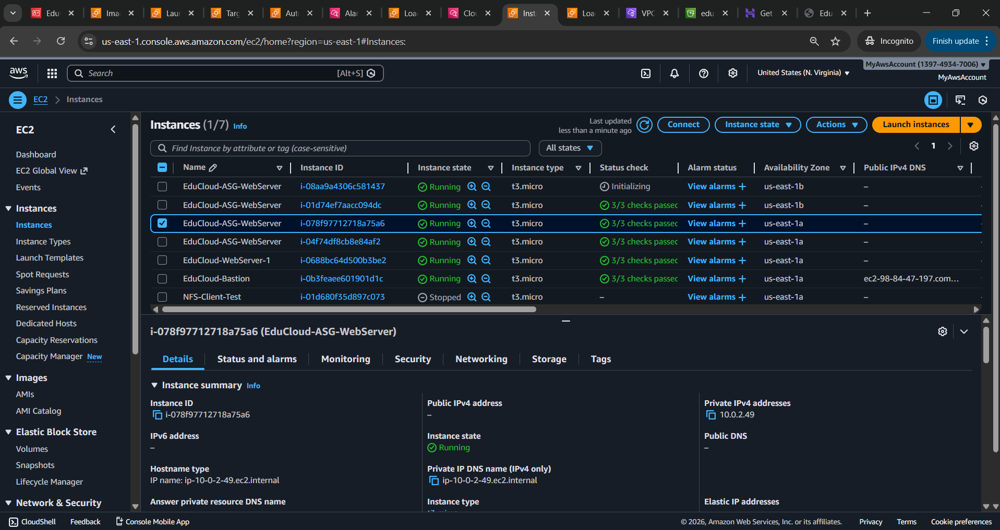 Edu
Ima
Laun
Targ
Auto
Alar
Load
Clou
Inst
Load
VPC
edu
Get
Edu
us-east-1.console.aws.amazon.com/ec2/home?region=us-east-1#Instances:
Incognito
Finish update
aws
Search
[Alt+S]
United States (N. Virginia)
MyAwsAccount (1397-4934-7006)
MyAwsAccount
EC2
Instances
EC2
Dashboard
EC2 Global View
Events
Instances
Instances
Instance Types
Launch Templates
Spot Requests
Savings Plans
Reserved Instances
Dedicated Hosts
Capacity Reservations
Capacity Manager New
Images
AMIs
AMI Catalog
Elastic Block Store
Volumes
Snapshots
Lifecycle Manager
Network & Security
Instances (1/7) Info
Last updated
less than a minute ago
Connect
Instance state
Actions
Launch instances
Find Instance by attribute or tag (case-sensitive)
All states
1
Name Instance ID Instance state Instance type Status check Alarm status Availability Zone Public IPv4 DNS
EduCloud-ASG-WebServer i-08aa9a4306c581437 Running t3.micro Initializing View alarms + us-east-1b –
EduCloud-ASG-WebServer i-01d74ef7aacc094dc Running t3.micro 3/3 checks passec View alarms + us-east-1b –
EduCloud-ASG-WebServer i-078f97712718a75a6 Running t3.micro 3/3 checks passec View alarms + us-east-1a –
EduCloud-ASG-WebServer i-04f74df8cb8e84af2 Running t3.micro 3/3 checks passec View alarms + us-east-1a –
EduCloud-WebServer-1 i-0688bc64d500b3be2 Running t3.micro 3/3 checks passec View alarms + us-east-1a –
EduCloud-Bastion i-0b3feaee601901d1c Running t3.micro 3/3 checks passec View alarms + us-east-1a ec2-98-84-47-197.com...
NFS-Client-Test i-01d680f35d897c073 Stopped t3.micro – View alarms + us-east-1a –
i-078f97712718a75a6 (EduCloud-ASG-WebServer)
Details
Status and alarms
Monitoring
Security
Networking
Storage
Tags
Instance summary Info
Instance ID
i-078f97712718a75a6
Public IPv4 address
–
Private IPv4 addresses
10.0.2.49
IPv6 address
–
Instance state
Running
Public DNS
–
Hostname type
IP name: ip-10-0-2-49.ec2.internal
Private IP DNS name (IPv4 only)
ip-10-0-2-49.ec2.internal
Answer private resource DNS name
Instance type
Elastic IP addresses
CloudShell
Feedback
Console Mobile App
© 2026, Amazon Web Services, Inc. or its affiliates.
Privacy
Terms
Cookie preferences